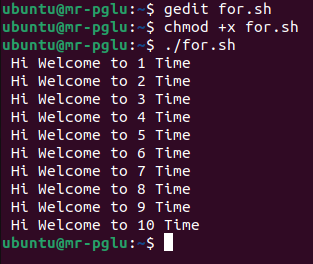 ubuntu@mr-pglu:~$ gedit for.sh
ubuntu@mr-pglu:~$ chmod +x for.sh
ubuntu@mr-pglu:~$ ./for.sh
 Hi Welcome to 1 Time
 Hi Welcome to 2 Time
 Hi Welcome to 3 Time
 Hi Welcome to 4 Time
 Hi Welcome to 5 Time
 Hi Welcome to 6 Time
 Hi Welcome to 7 Time
 Hi Welcome to 8 Time
 Hi Welcome to 9 Time
 Hi Welcome to 10 Time
ubuntu@mr-pglu:~$